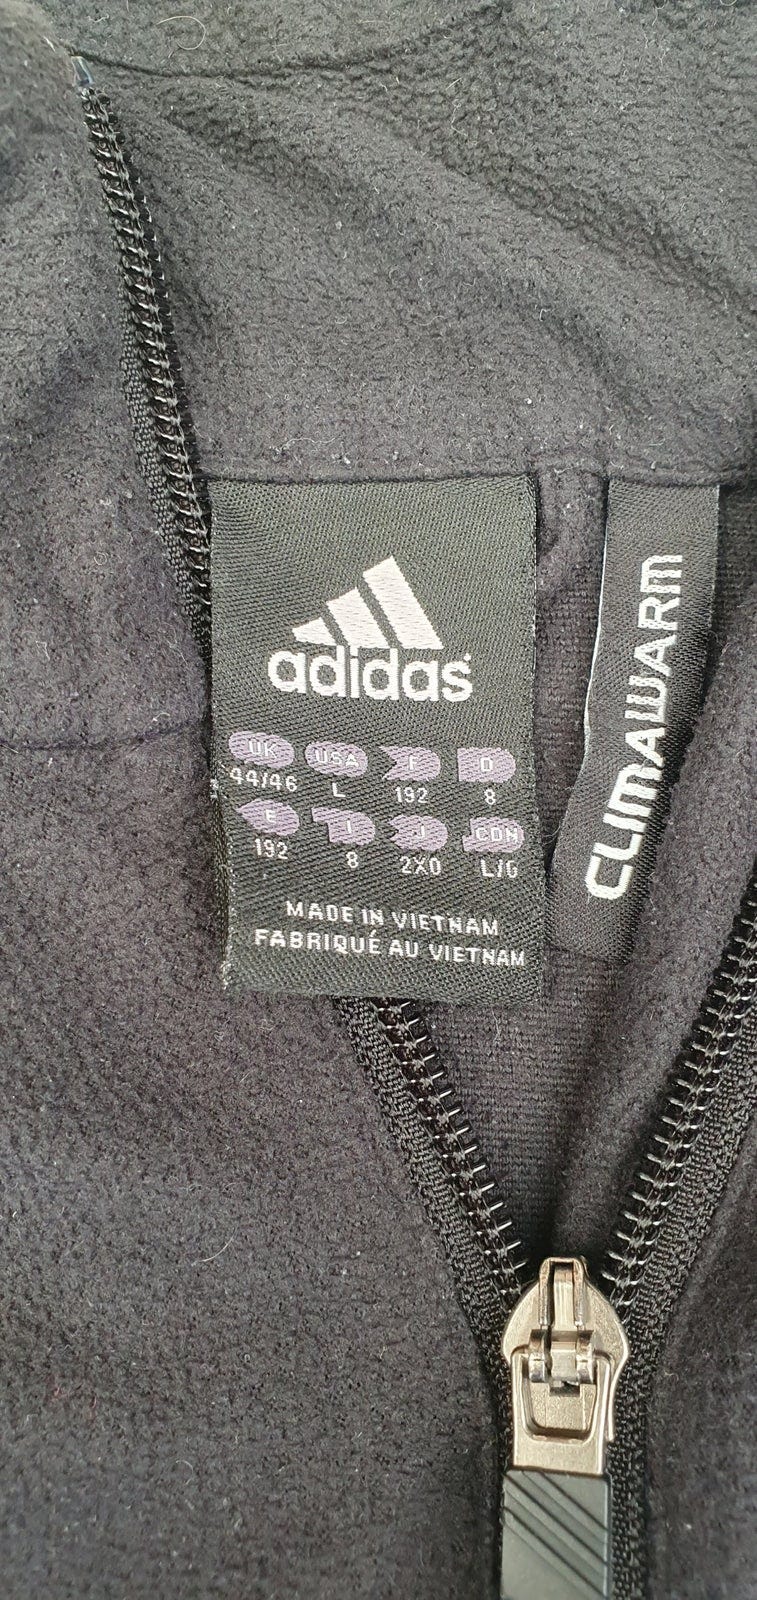 adidas
UK USA F D
44/46 L 192 8
E I J CDN
192 8 2XO L/G
MADE IN VIETNAM
FABRIQUÉ AU VIETNAM
CLIMAWARM